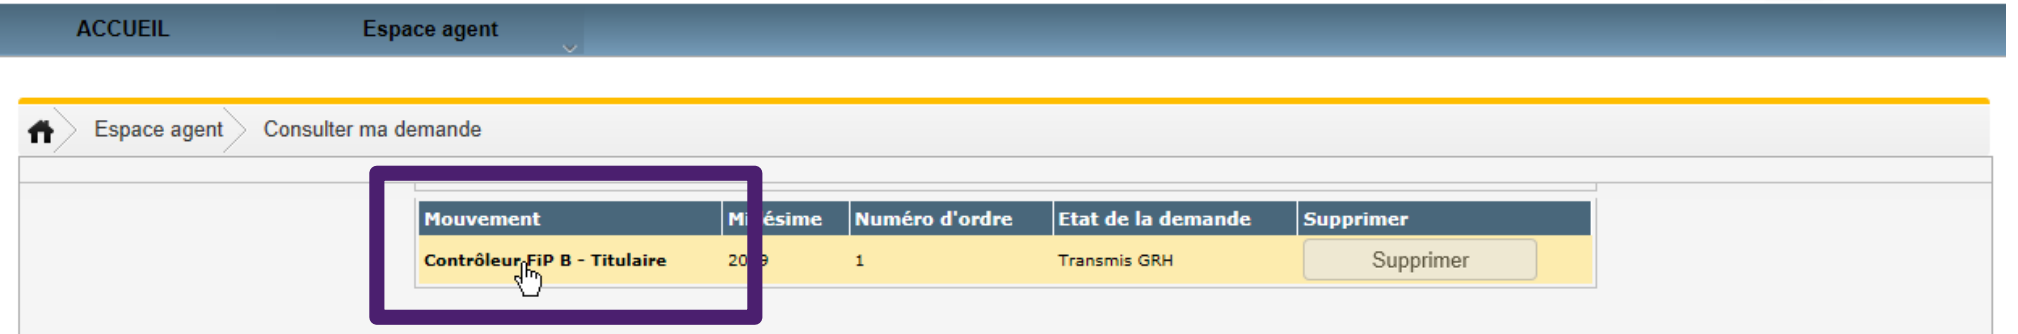 ACCUEIL Espace agent
Espace agent Consulter ma demande
Mouvement Numéro d'ordre Etat de la demande Supprimer
Contrôleur FiP B - Titulaire 1 Transmis GRH Supprimer